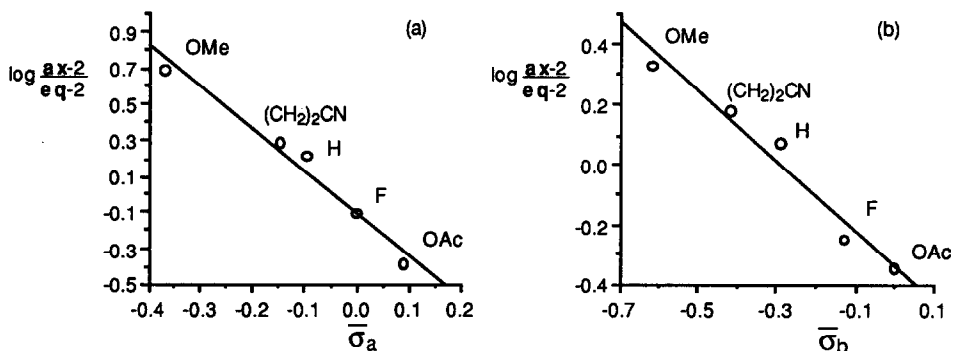 (a)
log ax-2
eq-2
0.9
0.7
0.5
0.3
0.1
-0.1
-0.3
-0.5
OMe
(CH₂)₂CN
H
F
OAc
-0.4 -0.3 -0.2 -0.1 0.0 0.1 0.2
σ̅a
(b)
log ax-2
eq-2
0.4
0.2
0.0
-0.2
-0.4
OMe
(CH₂)₂CN
H
F
OAc
-0.7 -0.5 -0.3 -0.1 0.1
σ̅b